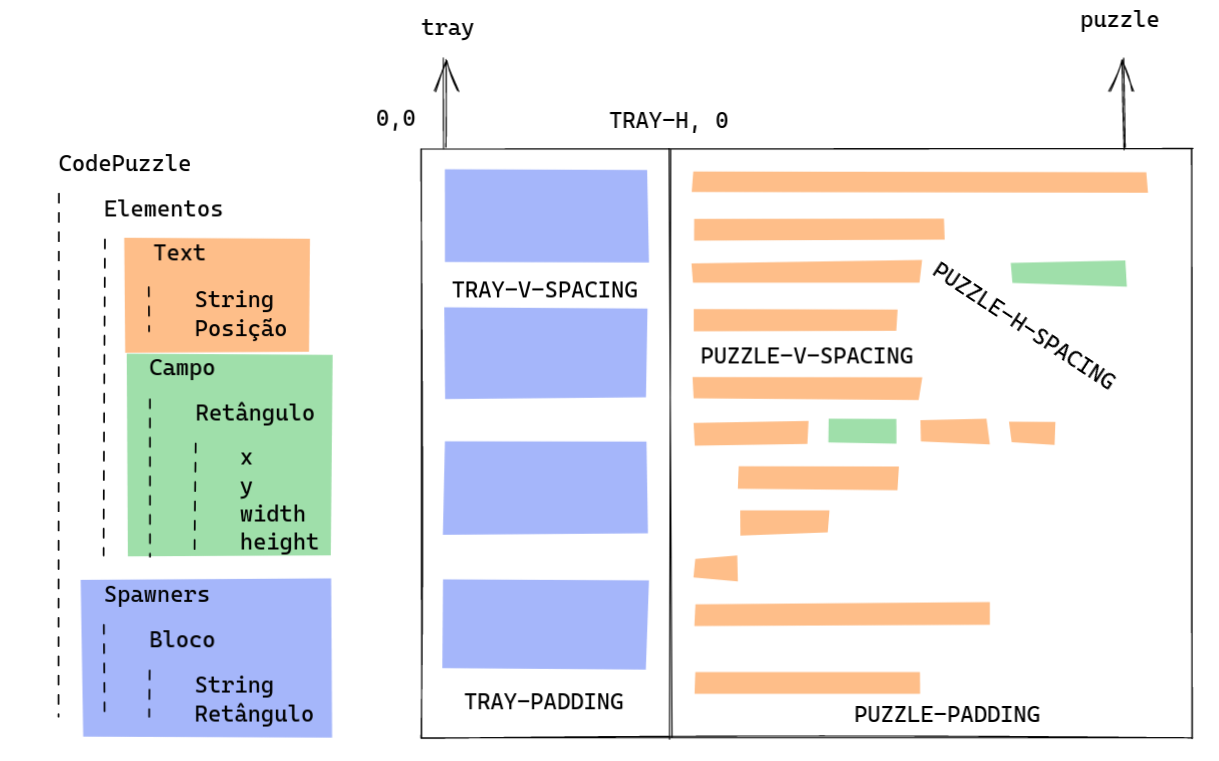 tray
puzzle
0,0
TRAY-H, 0
CodePuzzle
Elementos
Text
String
Posição
Campo
Retângulo
x
y
width
height
Spawners
Bloco
String
Retângulo
TRAY-V-SPACING
TRAY-PADDING
PUZZLE-H-SPACING
PUZZLE-V-SPACING
PUZZLE-PADDING